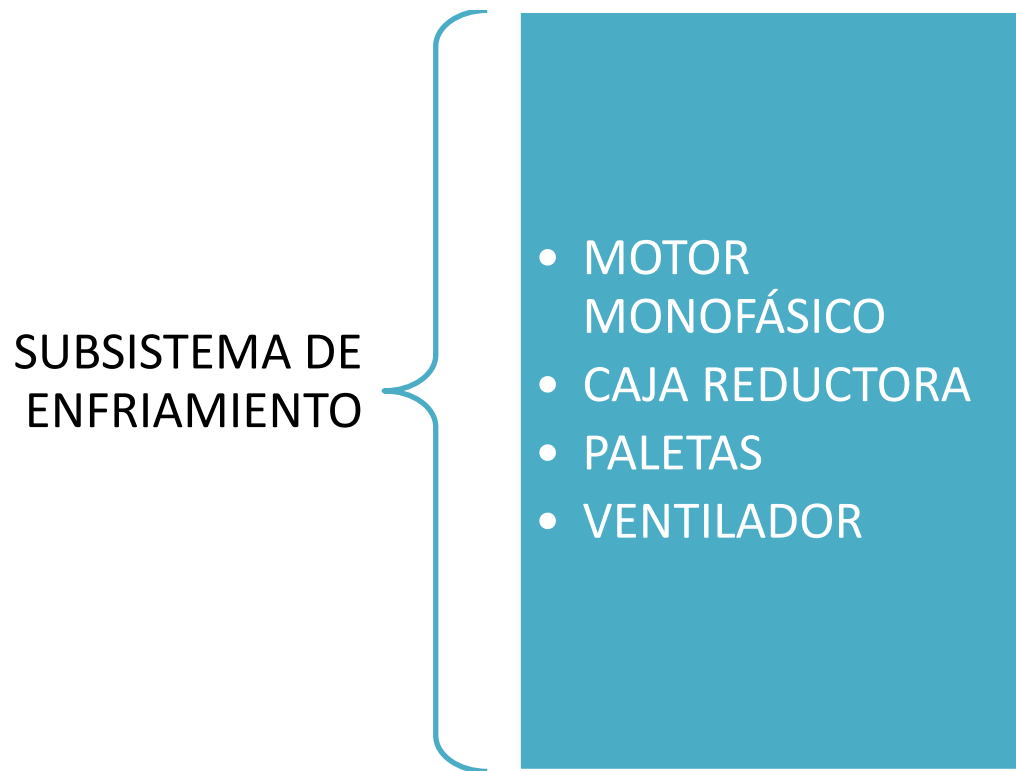 SUBSISTEMA DE
ENFRIAMIENTO
• MOTOR
MONOFÁSICO
• CAJA REDUCTORA
• PALETAS
• VENTILADOR